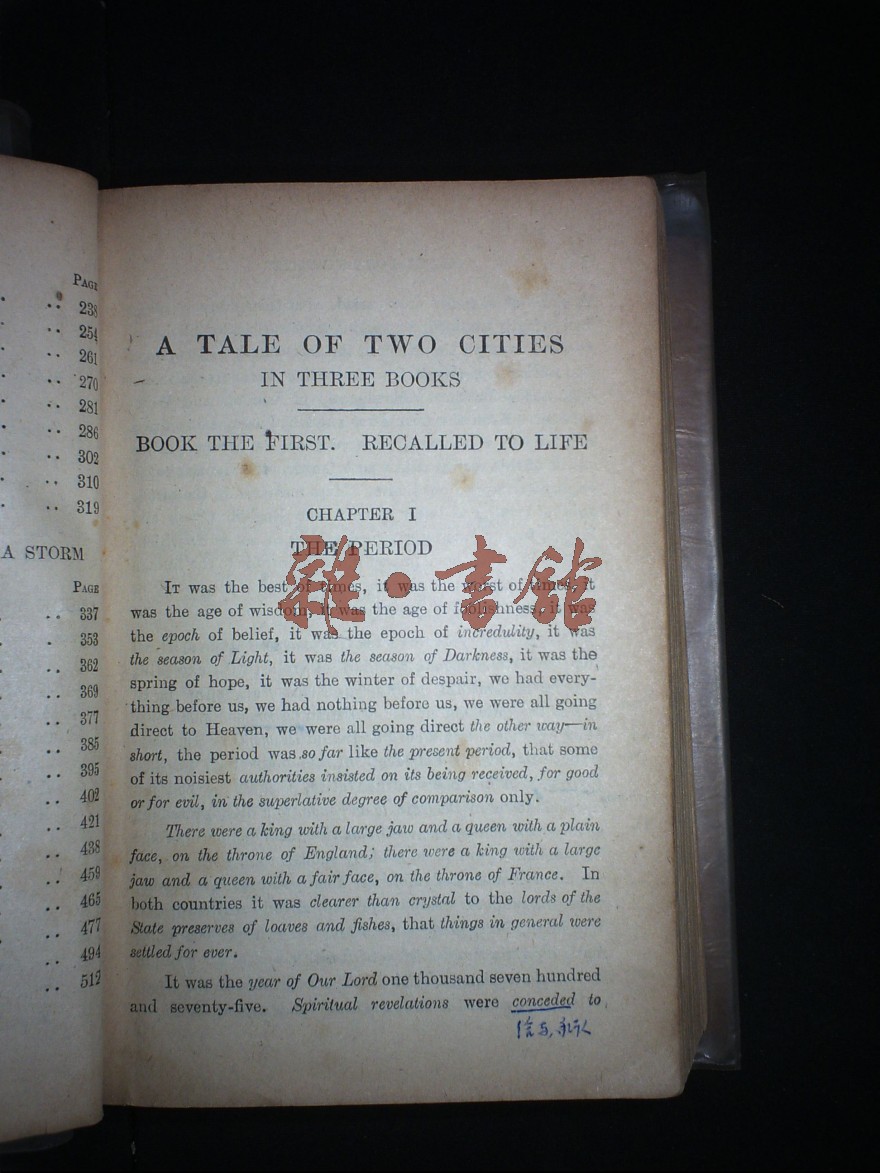 PAGE
238
254
261
270
281
286
302
310
319
A STORM
PAGE
337
353
362
369
377
385
395
402
421
438
459
465
477
494
512
A TALE OF TWO CITIES
IN THREE BOOKS
BOOK THE FIRST. RECALLED TO LIFE
CHAPTER I
THE PERIOD
IT was the best of times, it was the worst of times, it
was the age of wisdom, it was the age of foolishness, it was
the epoch of belief, it was the epoch of incredulity, it was
the season of Light, it was the season of Darkness, it was the
spring of hope, it was the winter of despair, we had every-
thing before us, we had nothing before us, we were all going
direct to Heaven, we were all going direct the other way—in
short, the period was so far like the present period, that some
of its noisiest authorities insisted on its being received, for good
or for evil, in the superlative degree of comparison only.
There were a king with a large jaw and a queen with a plain
face, on the throne of England; there were a king with a large
jaw and a queen with a fair face, on the throne of France. In
both countries it was clearer than crystal to the lords of the
State preserves of loaves and fishes, that things in general were
settled for ever.
It was the year of Our Lord one thousand seven hundred
and seventy-five. Spiritual revelations were conceded to
雜·書館